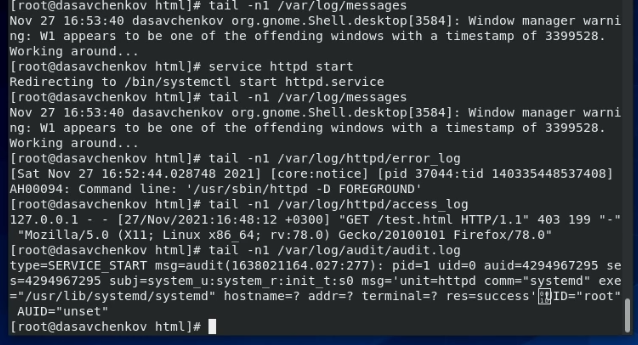 [root@dasavchenkov html]# tail -n1 /var/log/messages
Nov 27 16:53:40 dasavchenkov org.gnome.Shell.desktop[3584]: Window manager warni
ng: W1 appears to be one of the offending windows with a timestamp of 3399528.
Working around...
[root@dasavchenkov html]# service httpd start
Redirecting to /bin/systemctl start httpd.service
[root@dasavchenkov html]# tail -n1 /var/log/messages
Nov 27 16:53:40 dasavchenkov org.gnome.Shell.desktop[3584]: Window manager warni
ng: W1 appears to be one of the offending windows with a timestamp of 3399528.
Working around...
[root@dasavchenkov html]# tail -n1 /var/log/httpd/error_log
[Sat Nov 27 16:52:44.028748 2021] [core:notice] [pid 37044:tid 140335448537408]
AH00094: Command line: '/usr/sbin/httpd -D FOREGROUND'
[root@dasavchenkov html]# tail -n1 /var/log/httpd/access_log
127.0.0.1 - - [27/Nov/2021:16:48:12 +0300] "GET /test.html HTTP/1.1" 403 199 "-"
"Mozilla/5.0 (X11; Linux x86_64; rv:78.0) Gecko/20100101 Firefox/78.0"
[root@dasavchenkov html]# tail -n1 /var/log/audit/audit.log
type=SERVICE_START msg=audit(1638021164.027:277): pid=1 uid=0 auid=4294967295 se
s=4294967295 subj=system_u:system_r:init_t:s0 msg='unit=httpd comm="systemd" exe
="/usr/lib/systemd/systemd" hostname=? addr=? terminal=? res=success'UID="root"
AUID="unset"
[root@dasavchenkov html]#